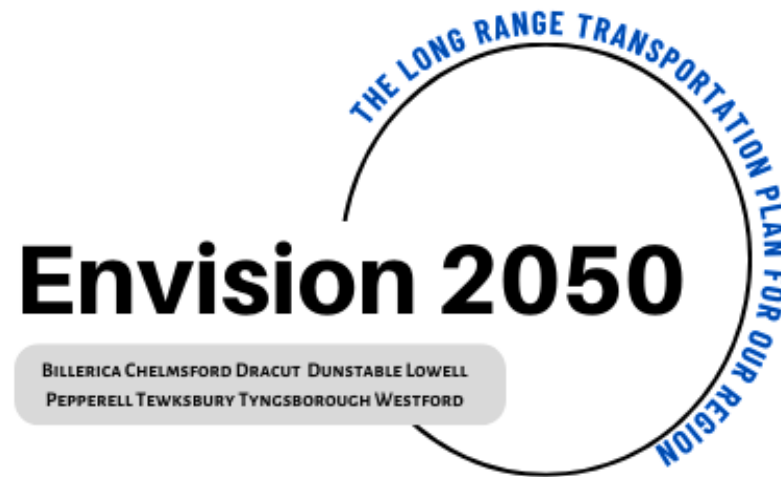 THE LONG RANGE TRANSPORTATION PLAN FOR OUR REGION
Envision 2050
BILLERICA CHELMSFORD DRACUT DUNSTABLE LOWELL
PEPPERELL TEWKSBURY TYNGSBOROUGH WESTFORD